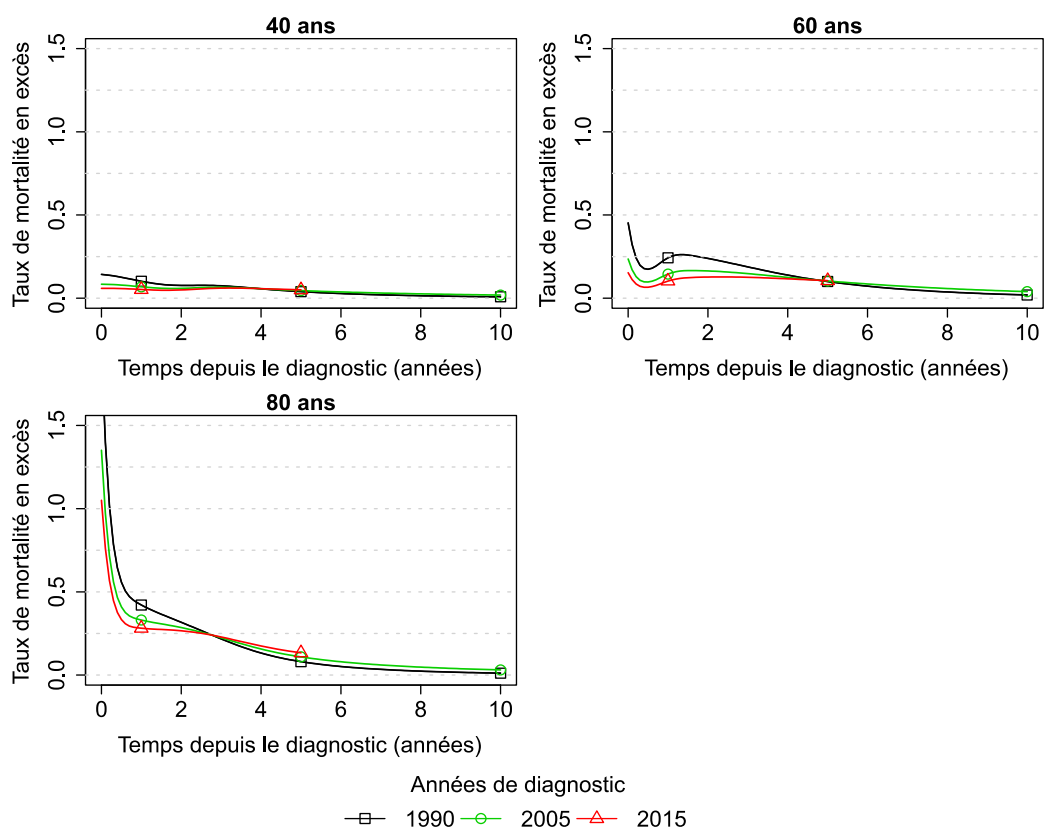 40 ans
Taux de mortalité en excès
1.5
1.0
0.5
0.0
0 2 4 6 8 10
Temps depuis le diagnostic (années)
60 ans
Taux de mortalité en excès
1.5
1.0
0.5
0.0
0 2 4 6 8 10
Temps depuis le diagnostic (années)
80 ans
Taux de mortalité en excès
1.5
1.0
0.5
0.0
0 2 4 6 8 10
Temps depuis le diagnostic (années)
Années de diagnostic
1990 2005 2015